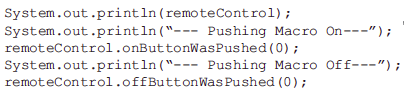 System.out.println(remoteControl);
System.out.println(“--- Pushing Macro On---”);
remoteControl.onButtonWasPushed(0);
System.out.println(“--- Pushing Macro Off---”);
remoteControl.offButtonWasPushed(0);